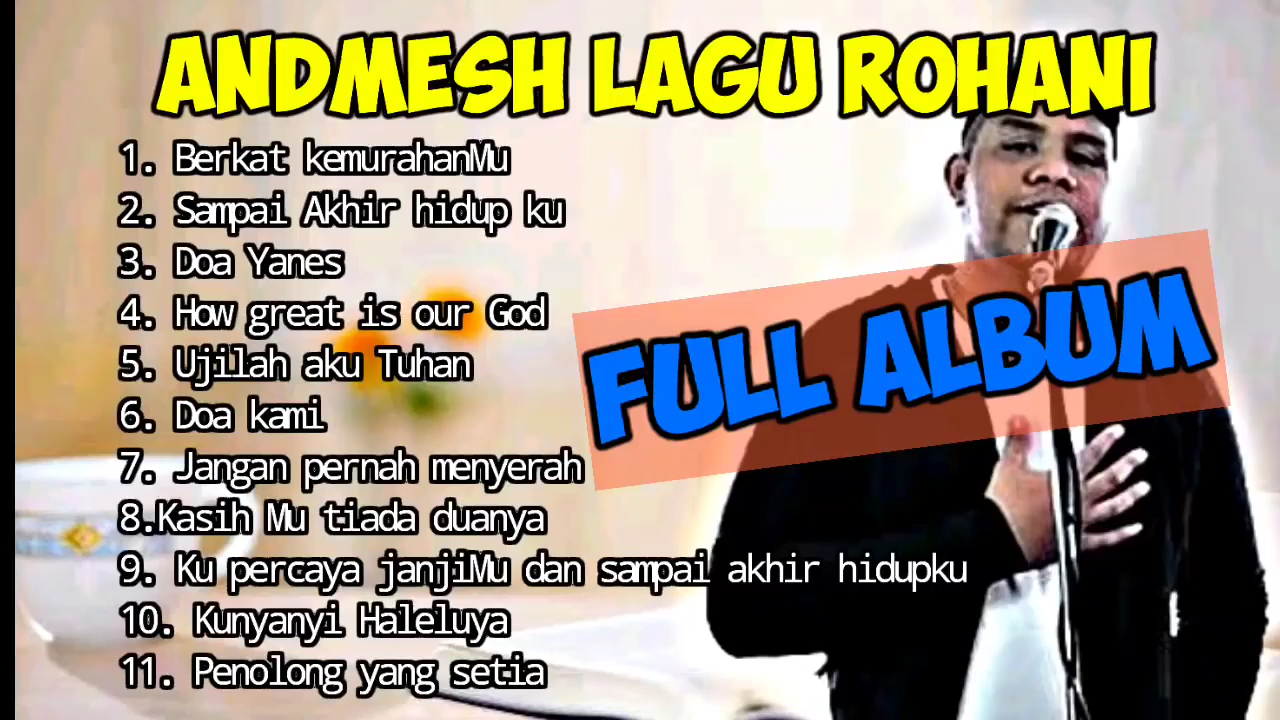 ANDMESH LAGU ROHANI
1. Berkat kemurahanMu
2. Sampai Akhir hidup ku
3. Doa Yanes
4. How great is our God
5. Ujilah aku Tuhan
6. Doa kami
7. Jangan pernah menyerah
8.Kasih Mu tiada duanya
9. Ku percaya janjiMu dan sampai akhir hidupku
10. Kunyanyi Haleluya
11. Penolong yang setia
FULL ALBUM